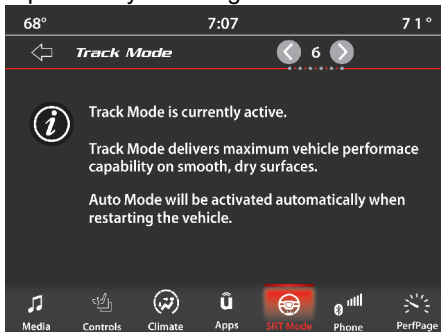 68° 7:07 71°
Track Mode 6
Track Mode is currently active.
Track Mode delivers maximum vehicle performace
capability on smooth, dry surfaces.
Auto Mode will be activated automatically when
restarting the vehicle.
Media Controls Climate Apps SRT Mode Phone PerfPage